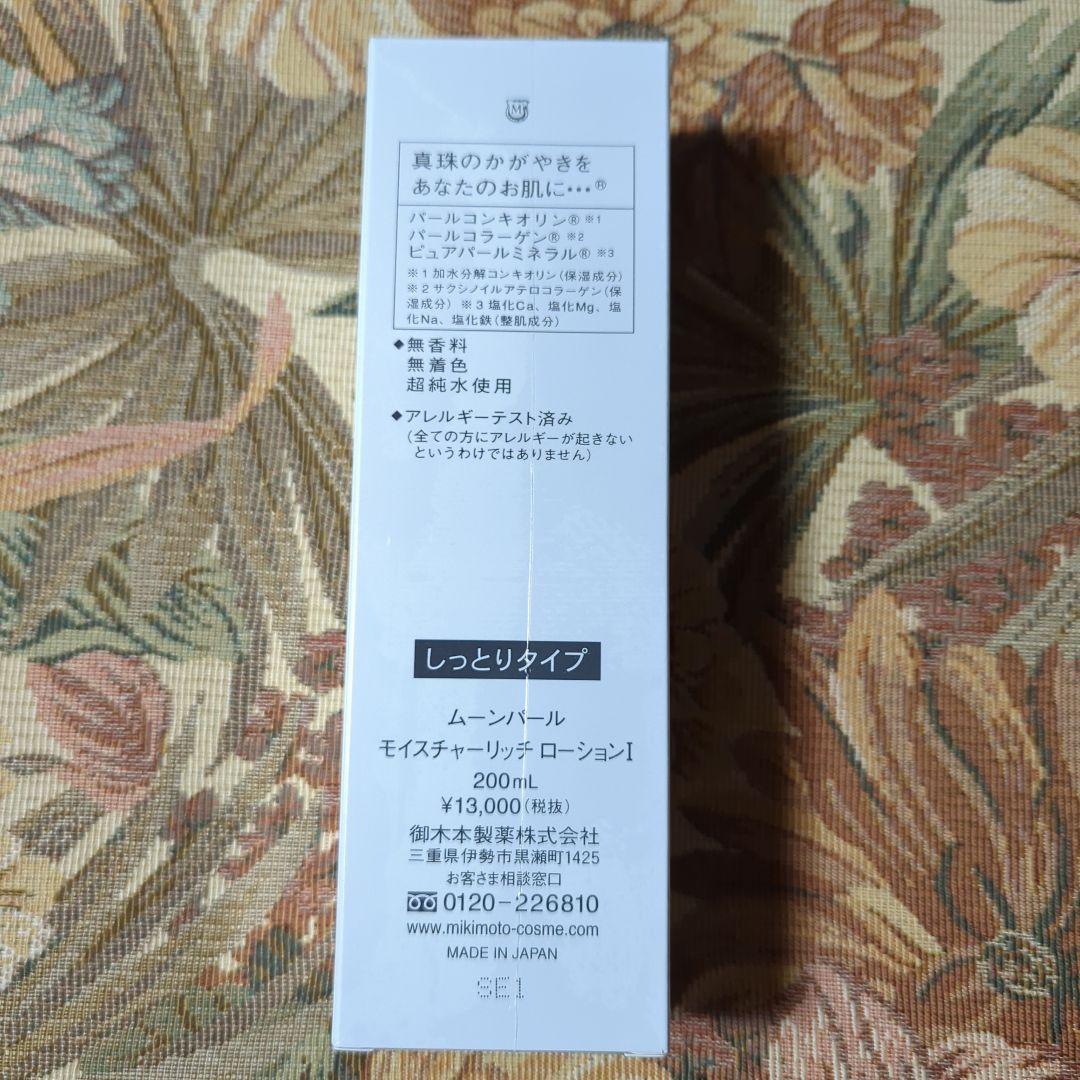 M
真珠のかがやきを
あなたのお肌に…®
パールコンキオリン® ※1
パールコラーゲン® ※2
ピュアパールミネラル® ※3
※1加水分解コンキオリン(保湿成分)
※2サクシノイルアテロコラーゲン(保
湿成分) ※3塩化Ca、塩化Mg、塩
化Na、塩化鉄(整肌成分)
◆無香料
無着色
超純水使用
◆アレルギーテスト済み
(全ての方にアレルギーが起きない
というわけではありません)
しっとりタイプ
ムーンパール
モイスチャーリッチ ローションI
200mL
¥13,000(税抜)
御木本製薬株式会社
三重県伊勢市黒瀬町1425
お客さま相談窓口
0120-226810
www.mikimoto-cosme.com
MADE IN JAPAN
SE1